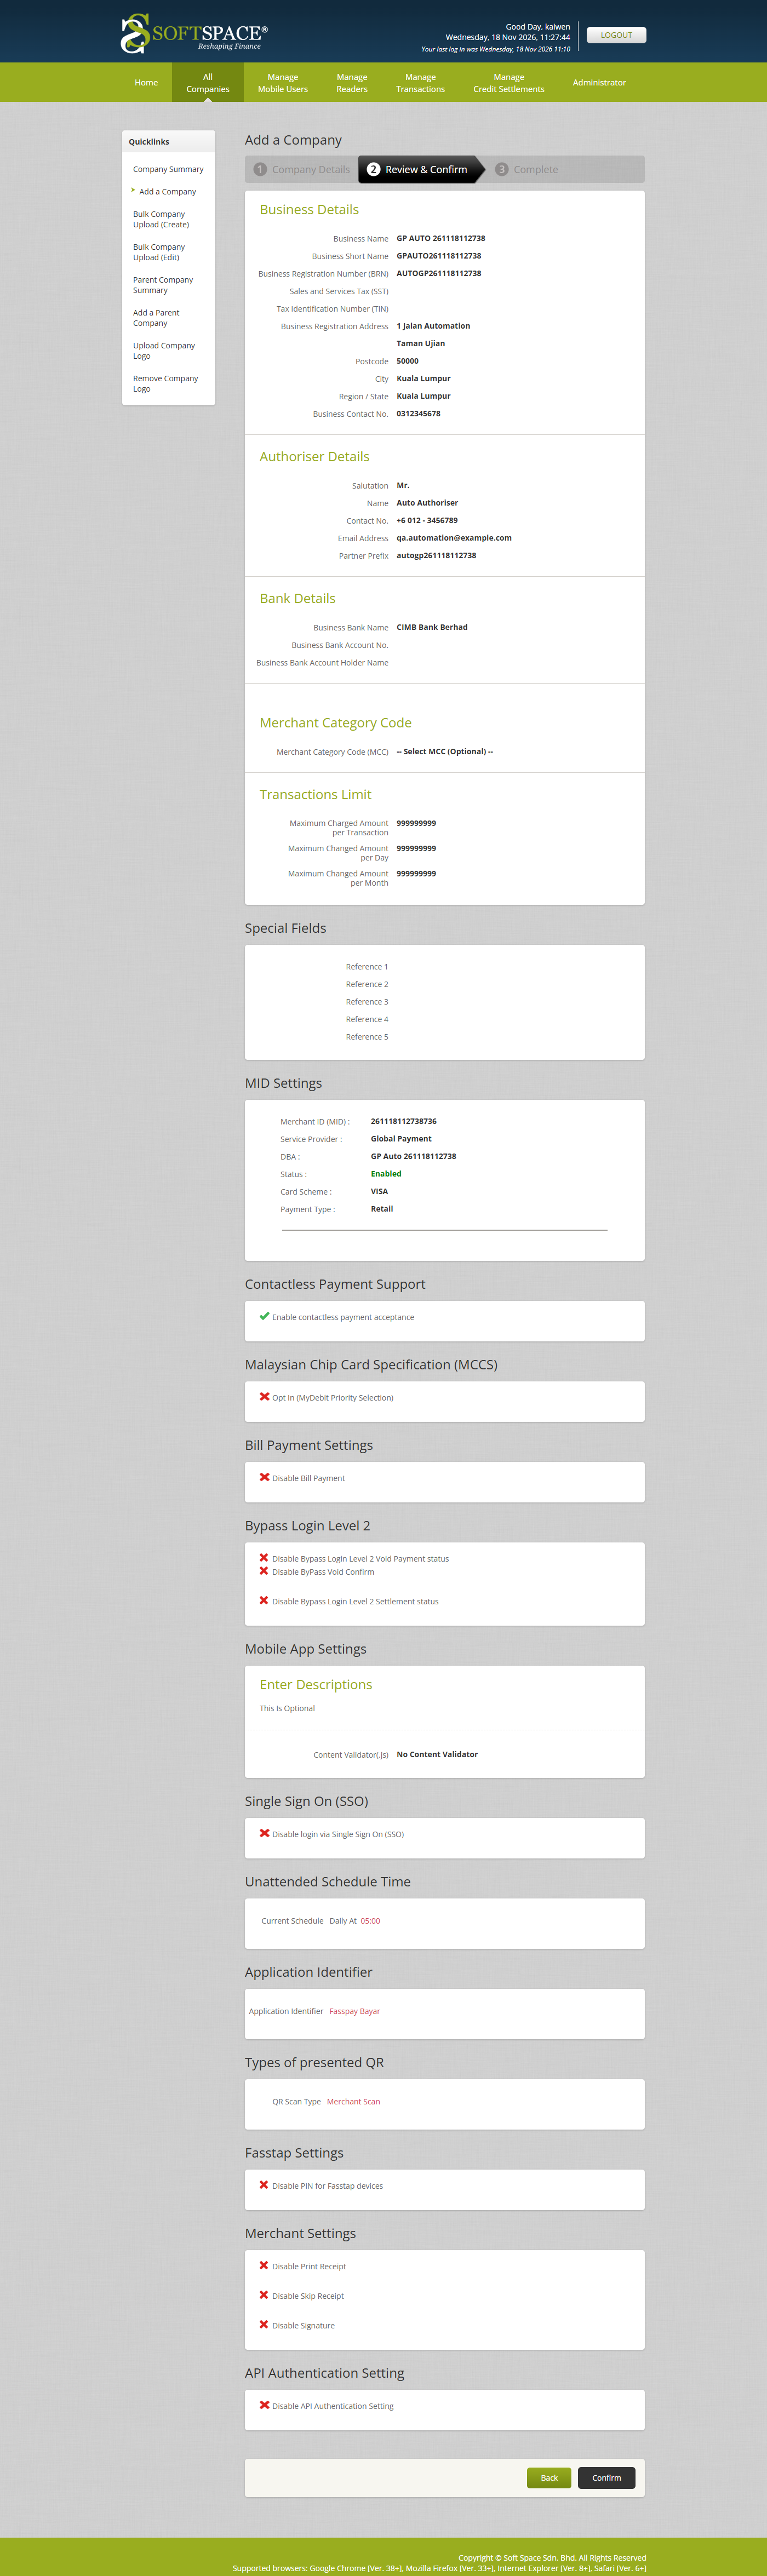 SOFTSPACE®
Reshaping Finance
Good Day, kaiwen
Wednesday, 18 Nov 2026, 11:27:44
Your last log in was Wednesday, 18 Nov 2026 11:10
LOGOUT
Home
All
Companies
Manage
Mobile Users
Manage
Readers
Manage
Transactions
Manage
Credit Settlements
Administrator
Quicklinks
Company Summary
Add a Company
Bulk Company
Upload (Create)
Bulk Company
Upload (Edit)
Parent Company
Summary
Add a Parent
Company
Upload Company
Logo
Remove Company
Logo
Add a Company
1 Company Details
2 Review & Confirm
3 Complete
Business Details
Business Name GP AUTO 261118112738
Business Short Name GPAUTO261118112738
Business Registration Number (BRN) AUTOGP261118112738
Sales and Services Tax (SST)
Tax Identification Number (TIN)
Business Registration Address 1 Jalan Automation
Taman Ujian
Postcode 50000
City Kuala Lumpur
Region / State Kuala Lumpur
Business Contact No. 0312345678
Authoriser Details
Salutation Mr.
Name Auto Authoriser
Contact No. +6 012 - 3456789
Email Address qa.automation@example.com
Partner Prefix autogp261118112738
Bank Details
Business Bank Name CIMB Bank Berhad
Business Bank Account No.
Business Bank Account Holder Name
Merchant Category Code
Merchant Category Code (MCC) -- Select MCC (Optional) --
Transactions Limit
Maximum Charged Amount 999999999
per Transaction
Maximum Changed Amount 999999999
per Day
Maximum Changed Amount 999999999
per Month
Special Fields
Reference 1
Reference 2
Reference 3
Reference 4
Reference 5
MID Settings
Merchant ID (MID) : 261118112738736
Service Provider : Global Payment
DBA : GP Auto 261118112738
Status : Enabled
Card Scheme : VISA
Payment Type : Retail
Contactless Payment Support
Enable contactless payment acceptance
Malaysian Chip Card Specification (MCCS)
Opt In (MyDebit Priority Selection)
Bill Payment Settings
Disable Bill Payment
Bypass Login Level 2
Disable Bypass Login Level 2 Void Payment status
Disable ByPass Void Confirm
Disable Bypass Login Level 2 Settlement status
Mobile App Settings
Enter Descriptions
This Is Optional
Content Validator(.js) No Content Validator
Single Sign On (SSO)
Disable login via Single Sign On (SSO)
Unattended Schedule Time
Current Schedule Daily At 05:00
Application Identifier
Application Identifier Fasspay Bayar
Types of presented QR
QR Scan Type Merchant Scan
Fasstap Settings
Disable PIN for Fasstap devices
Merchant Settings
Disable Print Receipt
Disable Skip Receipt
Disable Signature
API Authentication Setting
Disable API Authentication Setting
Back
Confirm
Copyright © Soft Space Sdn. Bhd. All Rights Reserved
Supported browsers: Google Chrome [Ver. 38+], Mozilla Firefox [Ver. 33+], Internet Explorer [Ver. 8+], Safari [Ver. 6+]